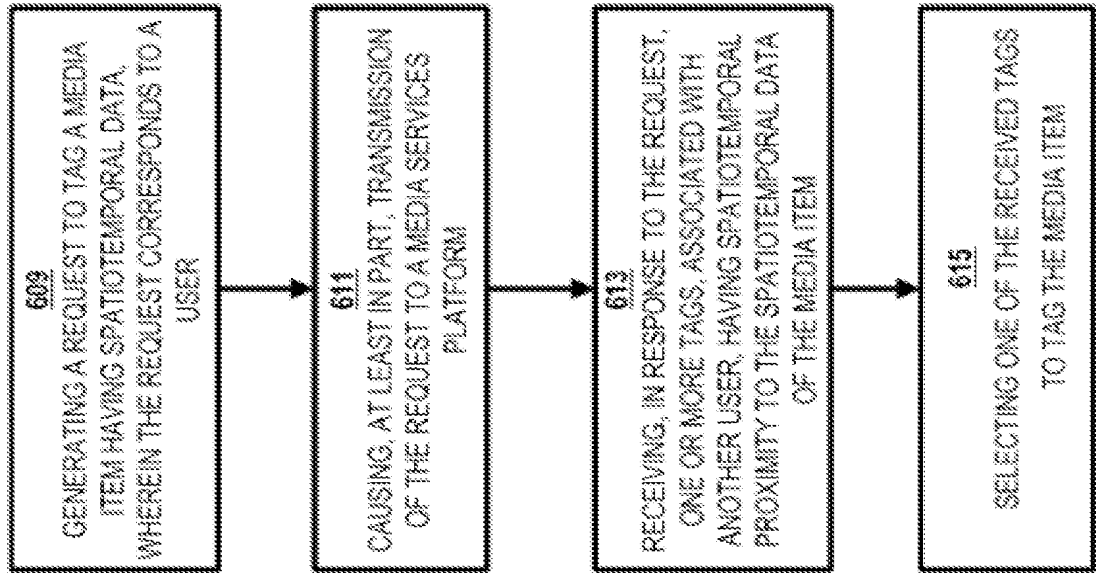 609
GENERATING A REQUEST TO TAG A MEDIA
ITEM HAVING SPATIOTEMPORAL DATA,
WHEREIN THE REQUEST CORRESPONDS TO A
USER
611
CAUSING, AT LEAST IN PART, TRANSMISSION
OF THE REQUEST TO A MEDIA SERVICES
PLATFORM
613
RECEIVING, IN RESPONSE TO THE REQUEST,
ONE OR MORE TAGS, ASSOCIATED WITH
ANOTHER USER, HAVING SPATIOTEMPORAL
PROXIMITY TO THE SPATIOTEMPORAL DATA
OF THE MEDIA ITEM
615
SELECTING ONE OF THE RECEIVED TAGS
TO TAG THE MEDIA ITEM